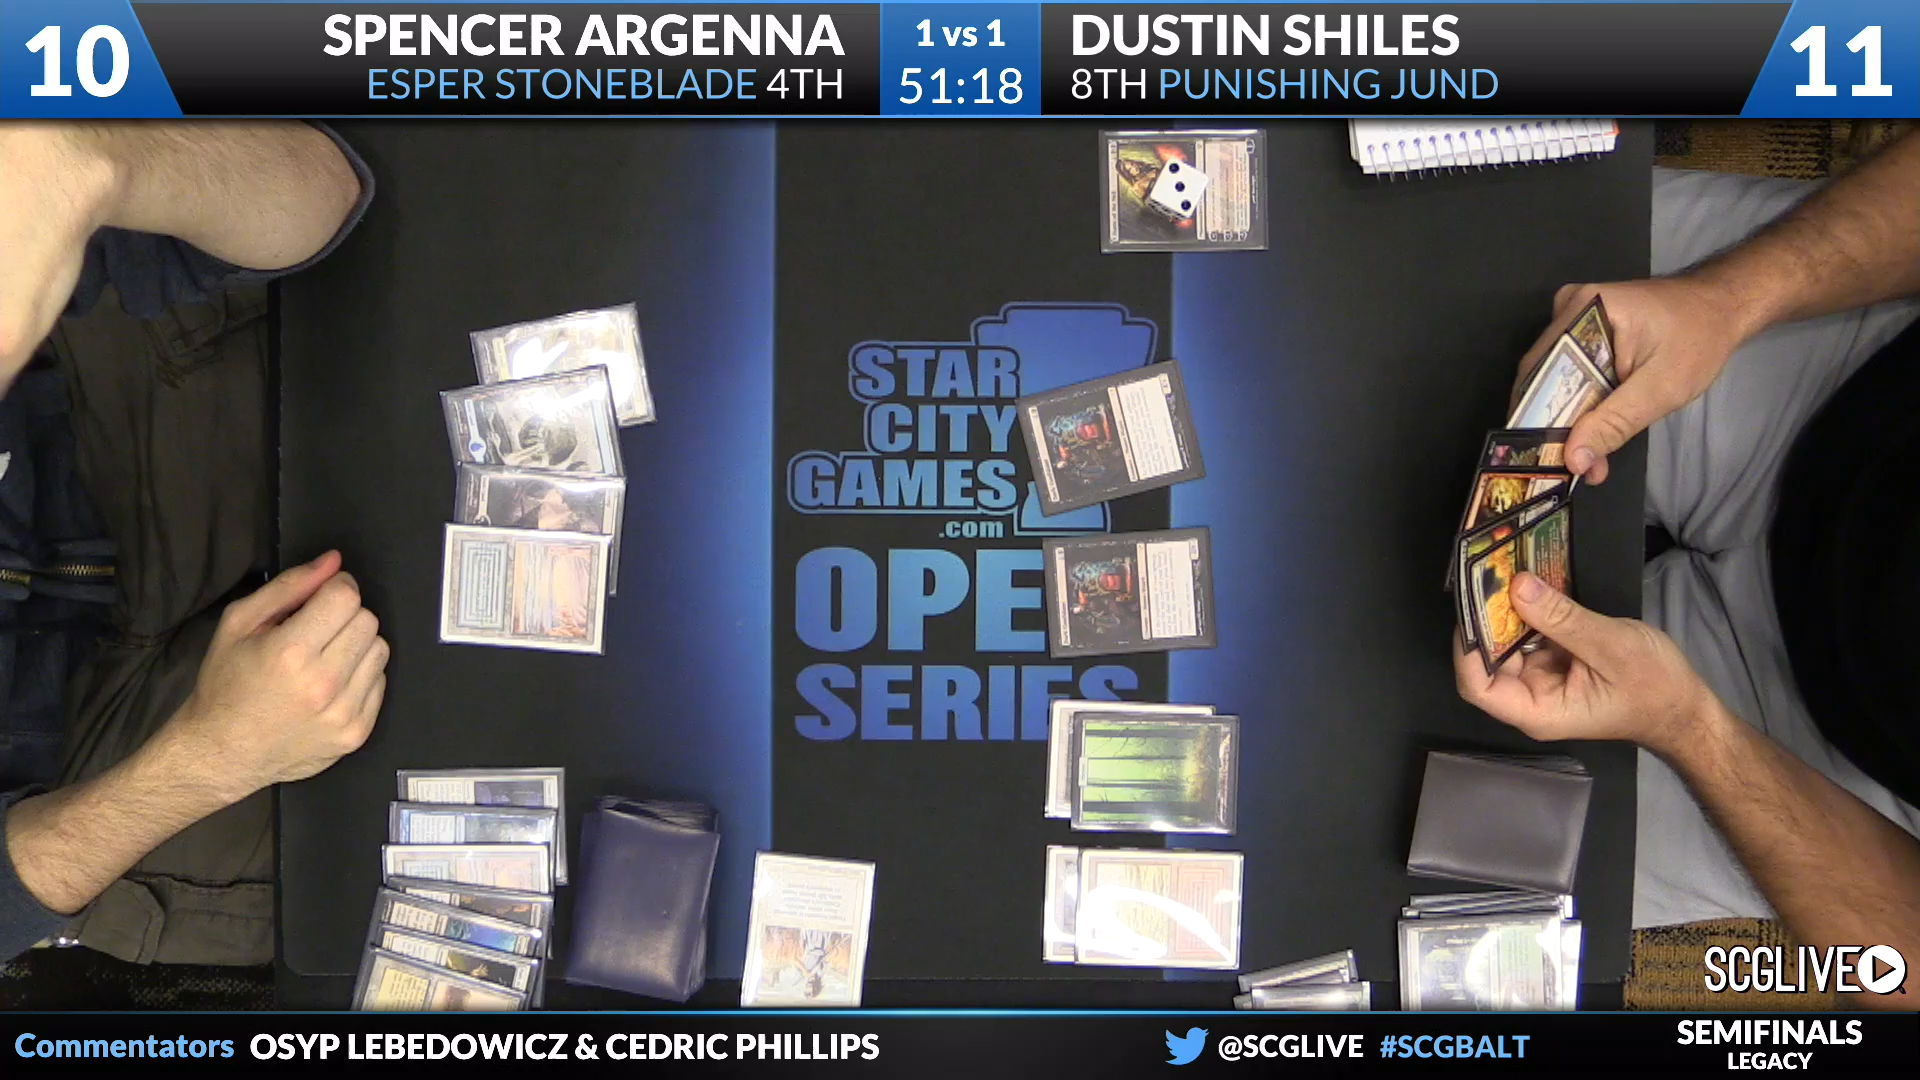 10
SPENCER ARGENNA
ESPER STONEBLADE 4TH
1 vs 1
51:18
DUSTIN SHILES
8TH PUNISHING JUND
11
STAR
CITY
GAMES
.com
OPE
SERIES
SCGLIVE
Commentators OSYP LEBEDOWICZ & CEDRIC PHILLIPS
@SCGLIVE #SCGBALT
SEMIFINALS
LEGACY